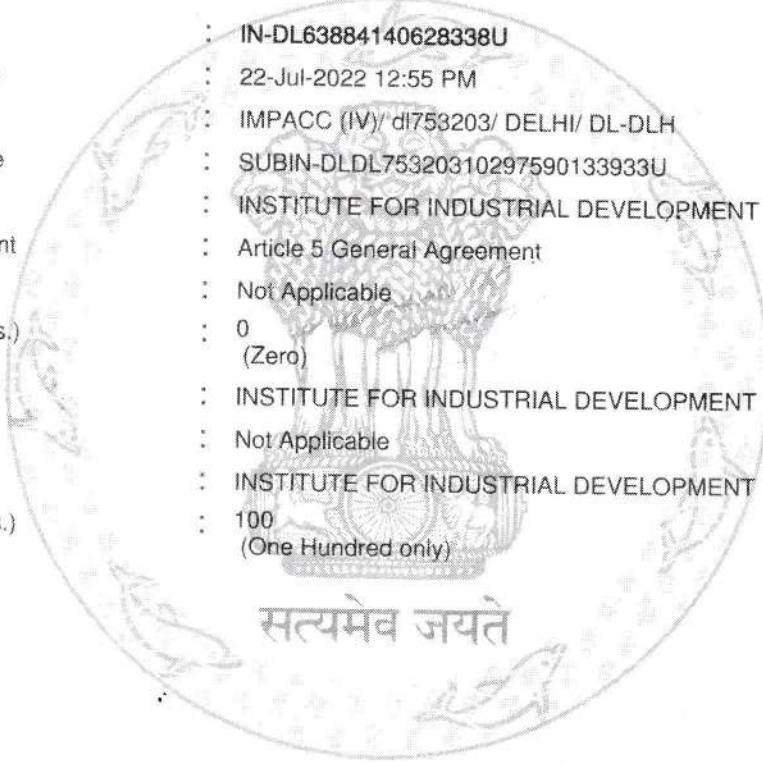 : IN-DL63884140628338U
: 22-Jul-2022 12:55 PM
: IMPACC (IV)/ dl753203/ DELHI/ DL-DLH
e : SUBIN-DLDL75320310297590133933U
: INSTITUTE FOR INDUSTRIAL DEVELOPMENT
nt : Article 5 General Agreement
: Not Applicable
s.) : 0
(Zero)
: INSTITUTE FOR INDUSTRIAL DEVELOPMENT
: Not Applicable
: INSTITUTE FOR INDUSTRIAL DEVELOPMENT
s.) : 100
(One Hundred only)
सत्यमेव जयते